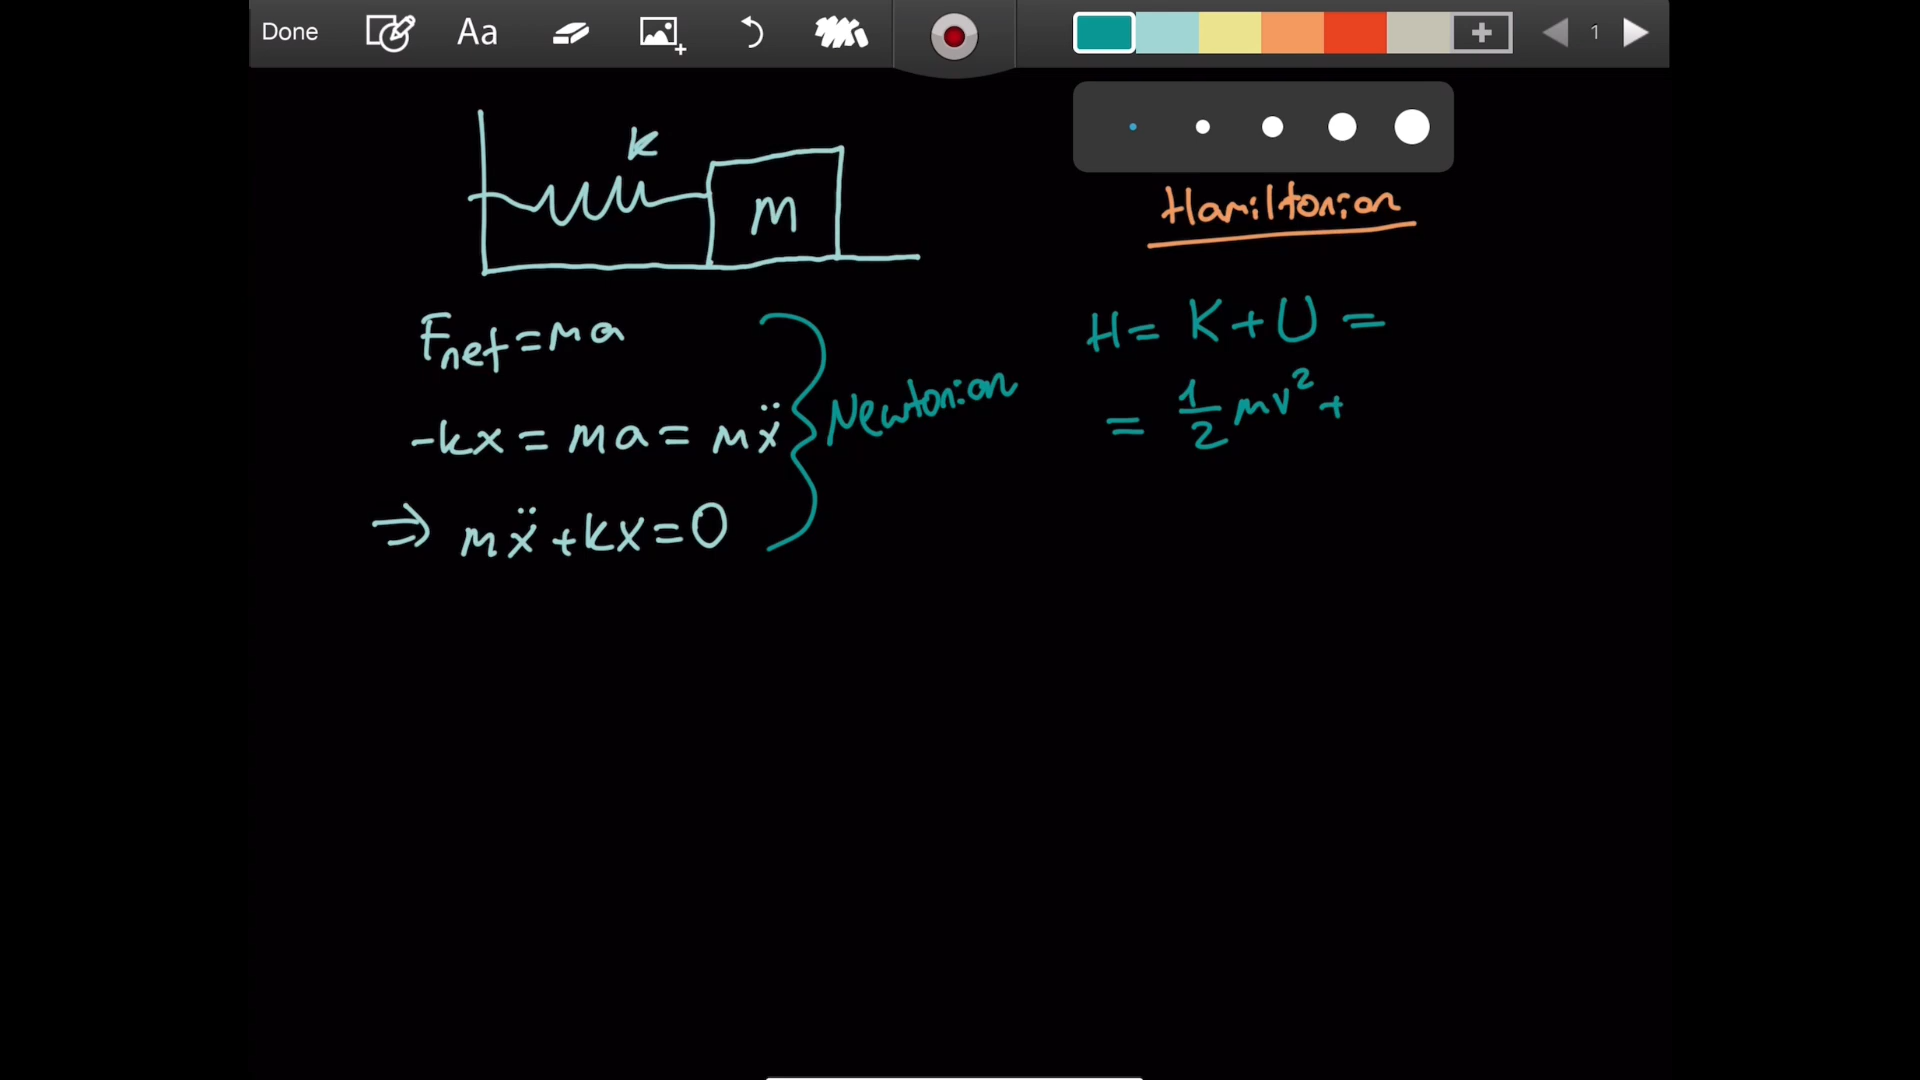 Done Aa 1
k
m
Fnet = ma
-kx = ma = mẍ
⇒ mẍ + kx = 0
Newtonian
Hamiltonian
H = K + U =
= 1/2 mv² +